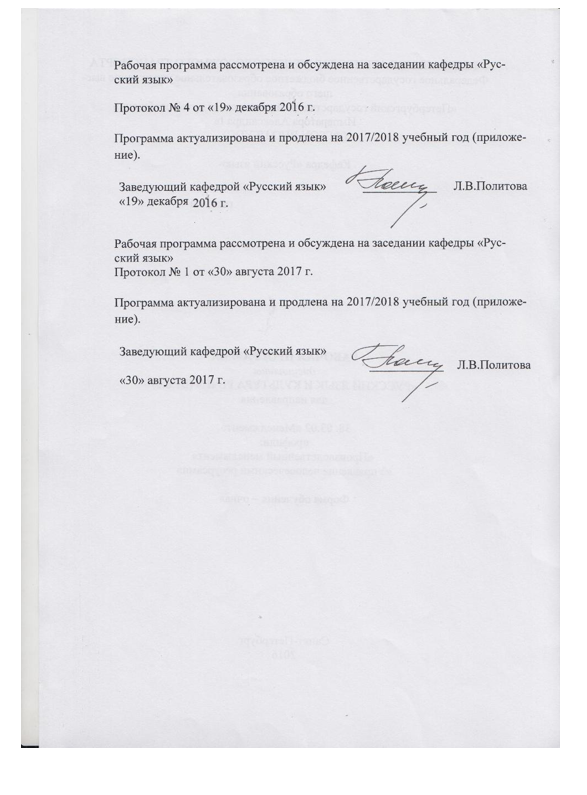 Рабочая программа рассмотрена и обсуждена на заседании кафедры «Рус-
ский язык»
Протокол № 4 от «19» декабря 2016 г.
Программа актуализирована и продлена на 2017/2018 учебный год (приложе-
ние).
Заведующий кафедрой «Русский язык» Л.В.Политова
«19» декабря 2016 г.
Рабочая программа рассмотрена и обсуждена на заседании кафедры «Рус-
ский язык»
Протокол № 1 от «30» августа 2017 г.
Программа актуализирована и продлена на 2017/2018 учебный год (приложе-
ние).
Заведующий кафедрой «Русский язык» Л.В.Политова
«30» августа 2017 г.